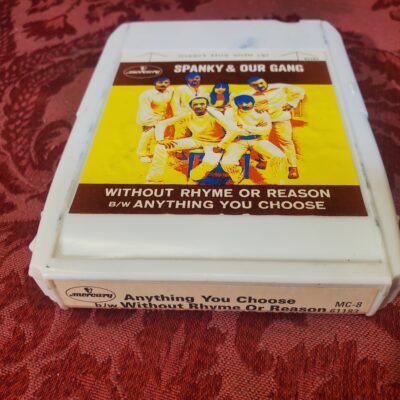 mercury
SPANKY & OUR GANG
WITHOUT RHYME OR REASON
B/W ANYTHING YOU CHOOSE
mercury
Anything You Choose
b/w Without Rhyme Or Reason
MC-8
61183